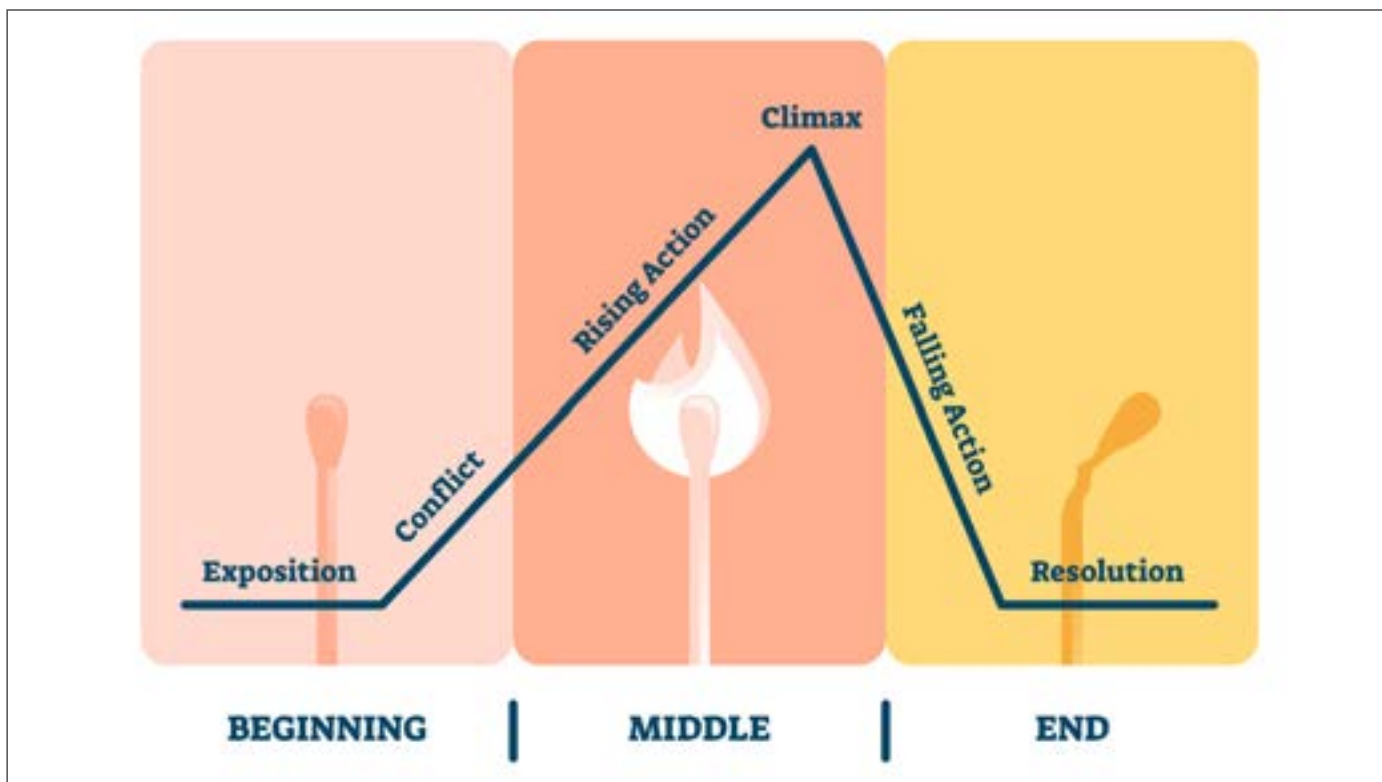 Climax
Rising Action
Falling Action
Conflict
Exposition
Resolution
BEGINNING
MIDDLE
END